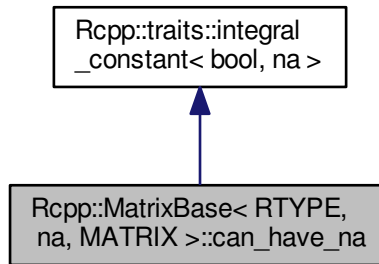 Rcpp::traits::integral
_constant< bool, na >
Rcpp::MatrixBase< RTYPE,
na, MATRIX >::can_have_na